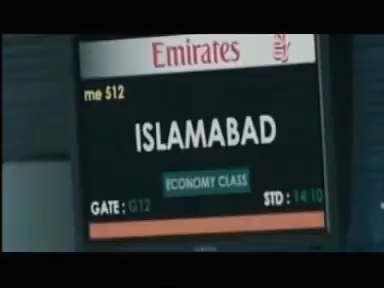 Emirates
me 512
ISLAMABAD
ECONOMY CLASS
GATE : G12 STD : 14:10